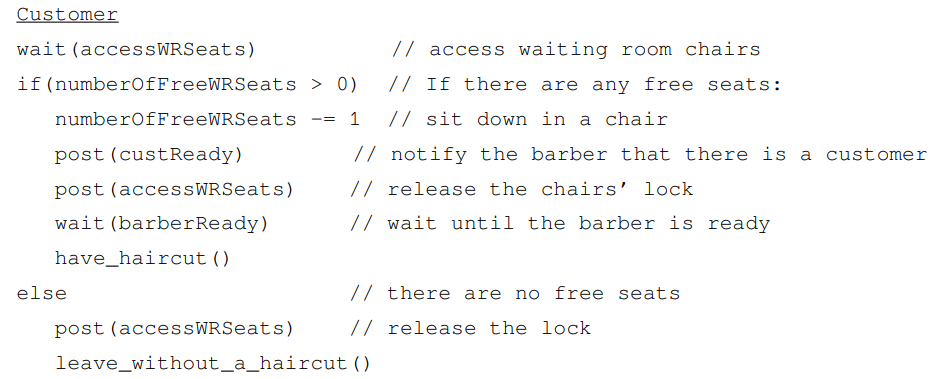 Customer
wait(accessWRSeats) // access waiting room chairs
if(numberOfFreeWRSeats > 0) // If there are any free seats:
numberOfFreeWRSeats -= 1 // sit down in a chair
post(custReady) // notify the barber that there is a customer
post(accessWRSeats) // release the chairs’ lock
wait(barberReady) // wait until the barber is ready
have_haircut()
else // there are no free seats
post(accessWRSeats) // release the lock
leave_without_a_haircut()